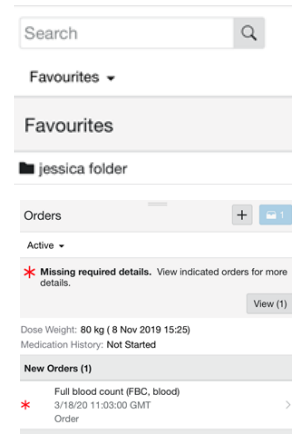 Search
Favourites
Favourites
jessica folder
Orders
+ 1
Active
Missing required details. View indicated orders for more
details.
View (1)
Dose Weight: 80 kg ( 8 Nov 2019 15:25)
Medication History: Not Started
New Orders (1)
Full blood count (FBC, blood)
3/18/20 11:03:00 GMT
Order